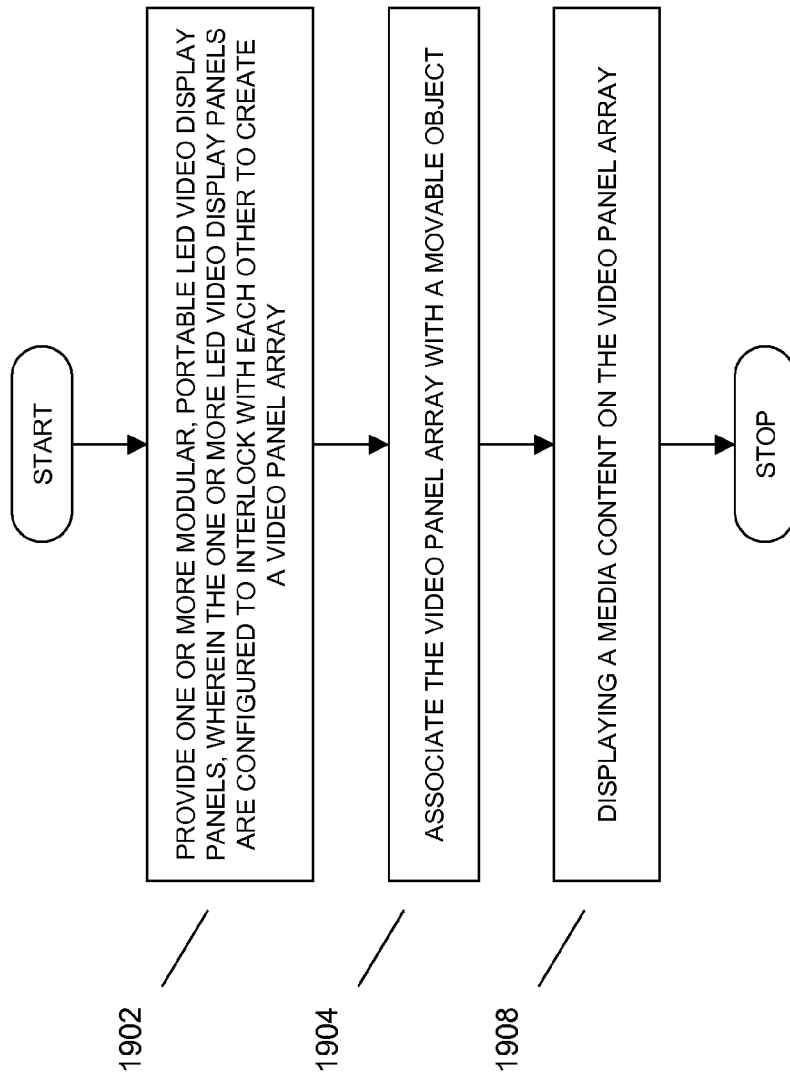 START
PROVIDE ONE OR MORE MODULAR, PORTABLE LED VIDEO DISPLAY
PANELS, WHEREIN THE ONE OR MORE LED VIDEO DISPLAY PANELS
ARE CONFIGURED TO INTERLOCK WITH EACH OTHER TO CREATE
A VIDEO PANEL ARRAY
1902
ASSOCIATE THE VIDEO PANEL ARRAY WITH A MOVABLE OBJECT
1904
DISPLAYING A MEDIA CONTENT ON THE VIDEO PANEL ARRAY
1908
STOP